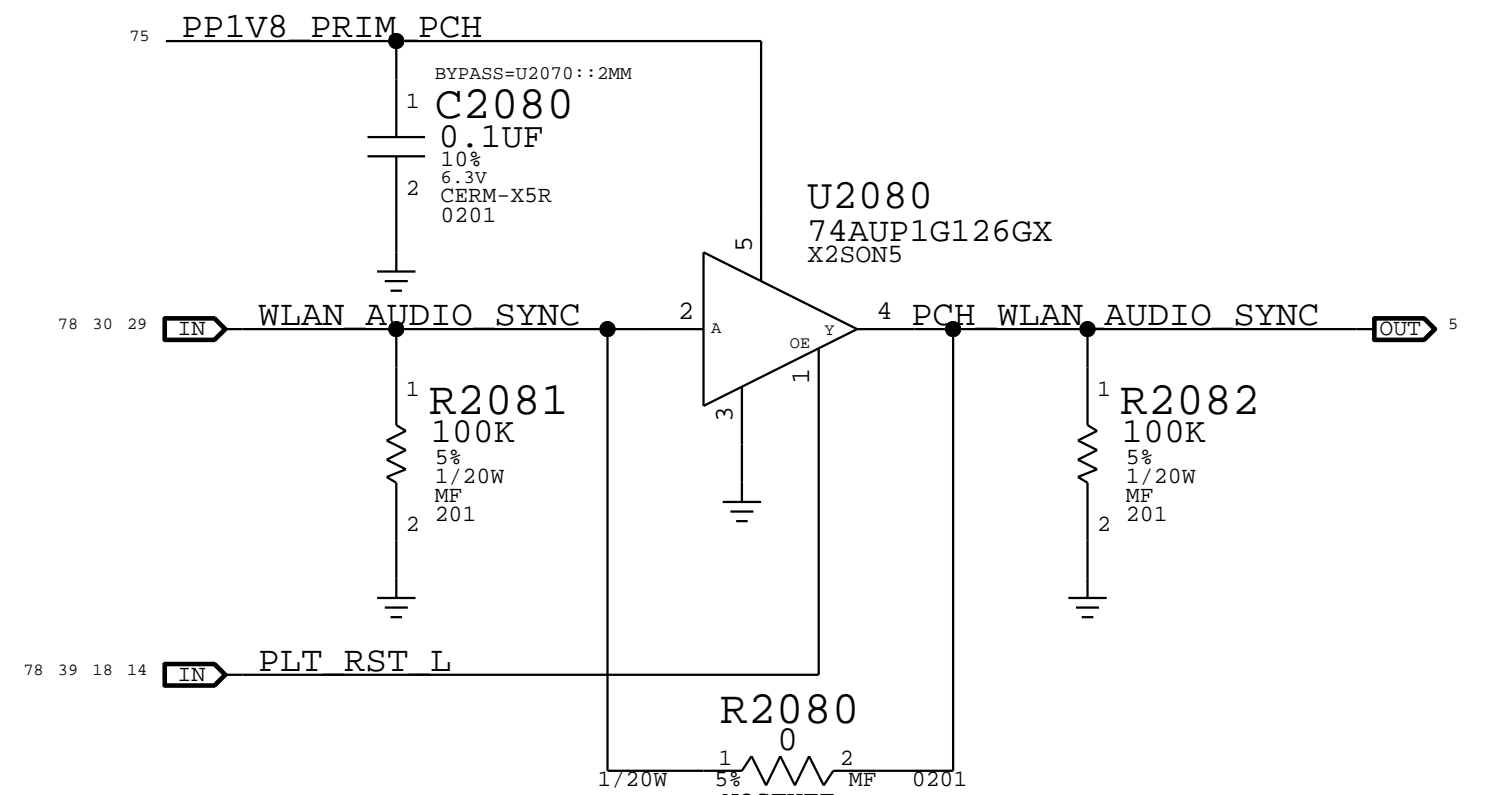 75 PP1V8_PRIM_PCH
BYPASS=U2070::2MM
1 C2080
0.1UF
10%
2 6.3V
CERM-X5R
0201
U2080
74AUP1G126GX
X2SON5
5
78 30 29 IN WLAN_AUDIO_SYNC 2 A Y 4 PCH_WLAN_AUDIO_SYNC OUT 5
OE
1
3
1 R2081
100K
5%
1/20W
MF
2 201
1 R2082
100K
5%
1/20W
MF
2 201
78 39 18 14 IN PLT_RST_L
R2080
0
1 2
1/20W 5% MF 0201